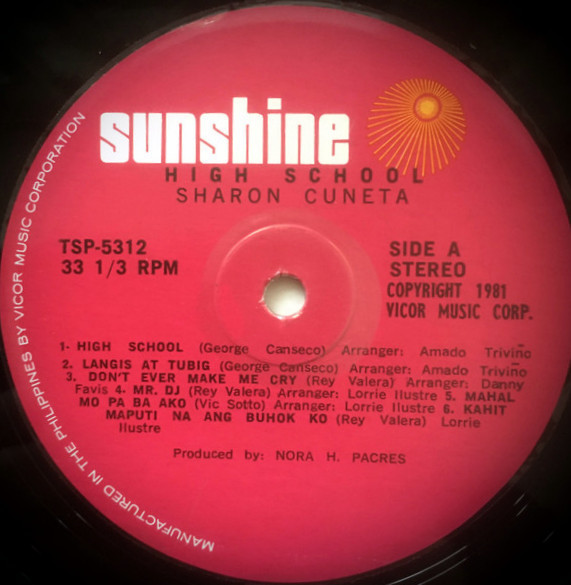 sunshine
HIGH SCHOOL
SHARON CUNETA
TSP-5312
33 1/3 RPM
SIDE A
STEREO
COPYRIGHT 1981
VICOR MUSIC CORP.
1- HIGH SCHOOL (George Canseco) Arranger: Amado Triviño
2. LANGIS AT TUBIG (George Canseco) Arranger: Amado Triviño
3. DON'T EVER MAKE ME CRY (Rey Valera) Arranger: Danny
Favis 4- MR. DJ (Rey Valera) Arranger: Lorrie Ilustre 5. MAHAL
MO PA BA AKO (Vic Sotto) Arranger: Lorrie Ilustre 6. KAHIT
MAPUTI NA ANG BUHOK KO (Rey Valera) Lorrie
Ilustre
Produced by: NORA H. PACRES
MANUFACTURED IN THE PHILIPPINES BY VICOR MUSIC CORPORATION